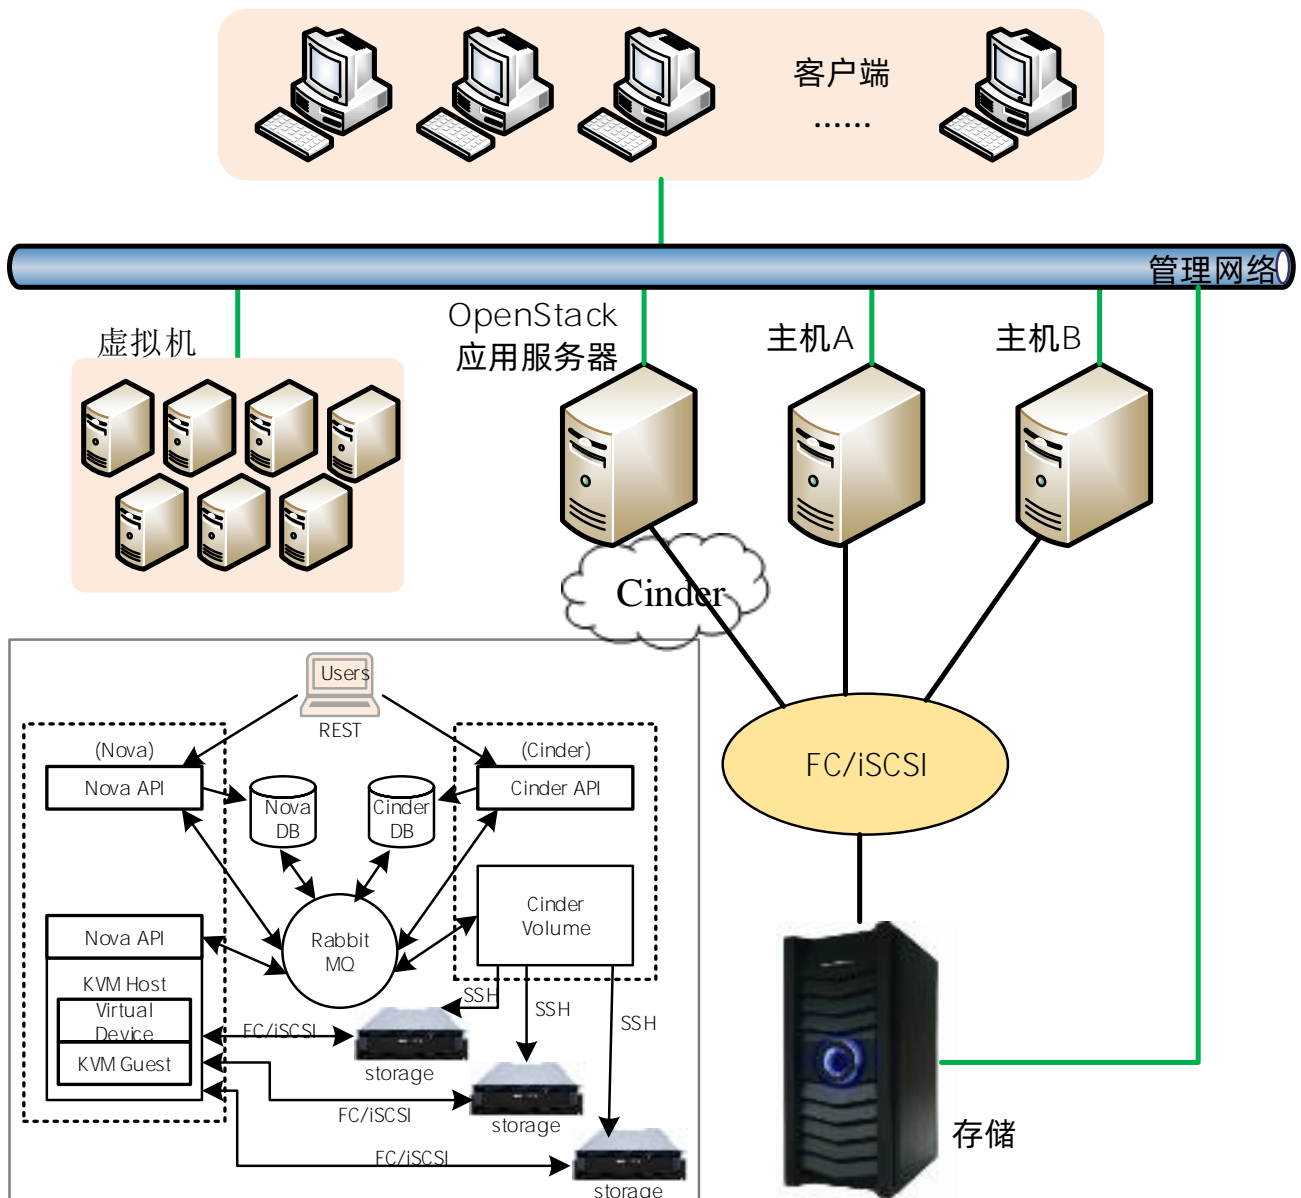 客户端
……
管理网络
OpenStack
应用服务器
主机A
主机B
虚拟机
Cinder
Users
REST
(Nova)
(Cinder)
Nova API
Cinder API
Nova
DB
Cinder
DB
FC/iSCSI
Cinder
Volume
Nova API
Rabbit
MQ
KVM Host
Virtual
Device
KVM Guest
SSH
SSH
SSH
FC/iSCSI
storage
FC/iSCSI
storage
FC/iSCSI
storage
存储